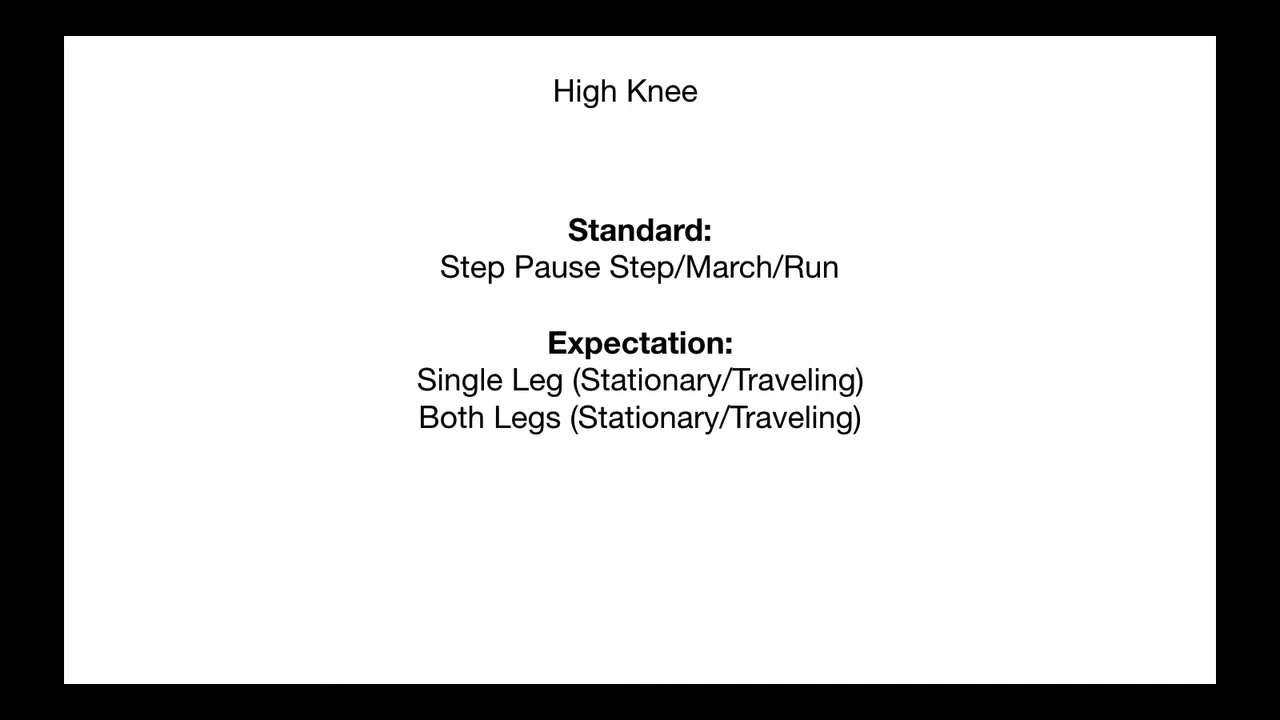 High Knee
Standard:
Step Pause Step/March/Run
Expectation:
Single Leg (Stationary/Traveling)
Both Legs (Stationary/Traveling)